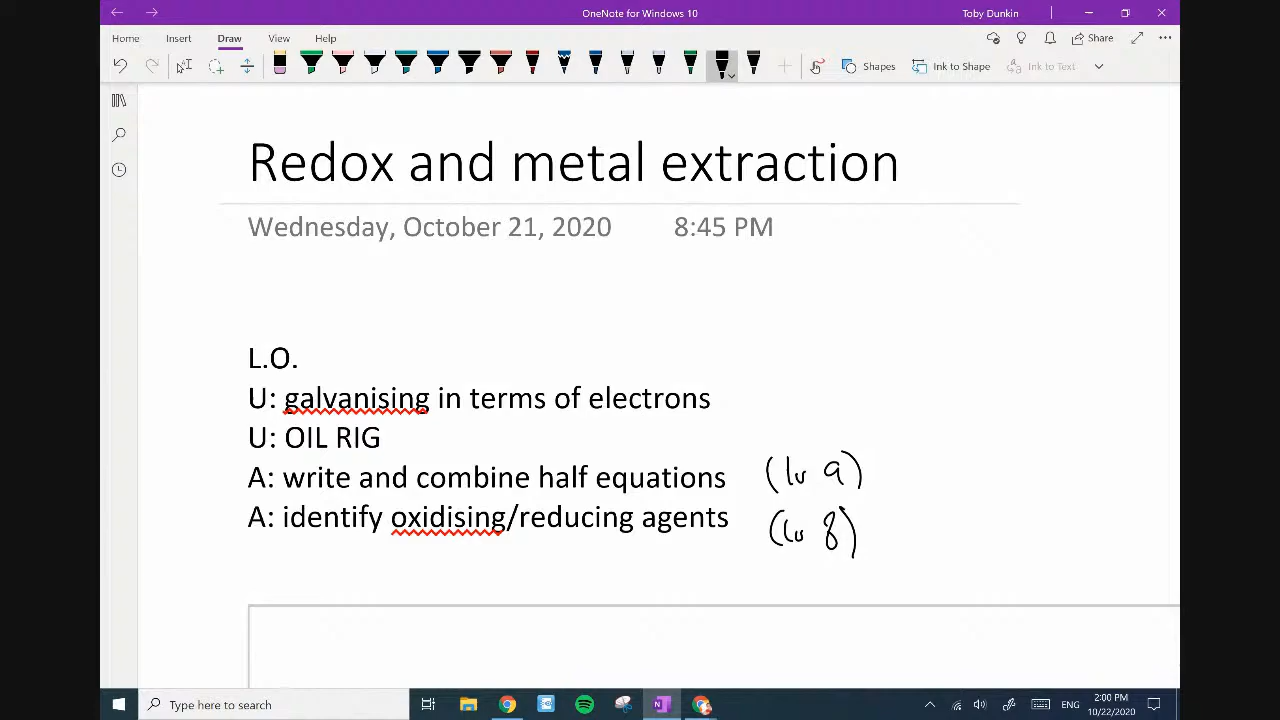 OneNote for Windows 10
Toby Dunkin
Home Insert Draw View Help
Share
Shapes Ink to Shape Ink to Text
Redox and metal extraction
Wednesday, October 21, 2020 8:45 PM
L.O.
U: galvanising in terms of electrons
U: OIL RIG
A: write and combine half equations (lv 9)
A: identify oxidising/reducing agents (lv 8)
Type here to search
ENG
2:00 PM
10/22/2020